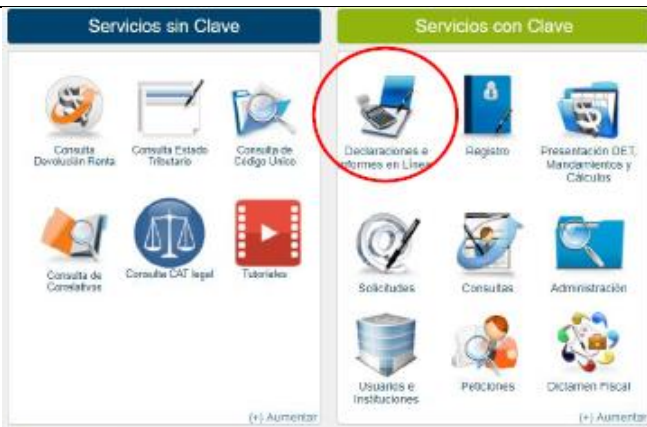 Servicios sin Clave
Servicios con Clave
Consulta
Devolución Renta
Consulta Estado
Tributario
Consulta de
Código Unico
Declaraciones e
Informes en Línea
Registro
Presentación DET,
Mandamientos y
Cálculos
Consulta de
Correlativos
Consulta CAT legal
Tutoriales
Solicitudes
Consultas
Administración
Usuarios e
Instituciones
Peticiones
Dictamen Fiscal
(+) Aumentar
(+) Aumentar